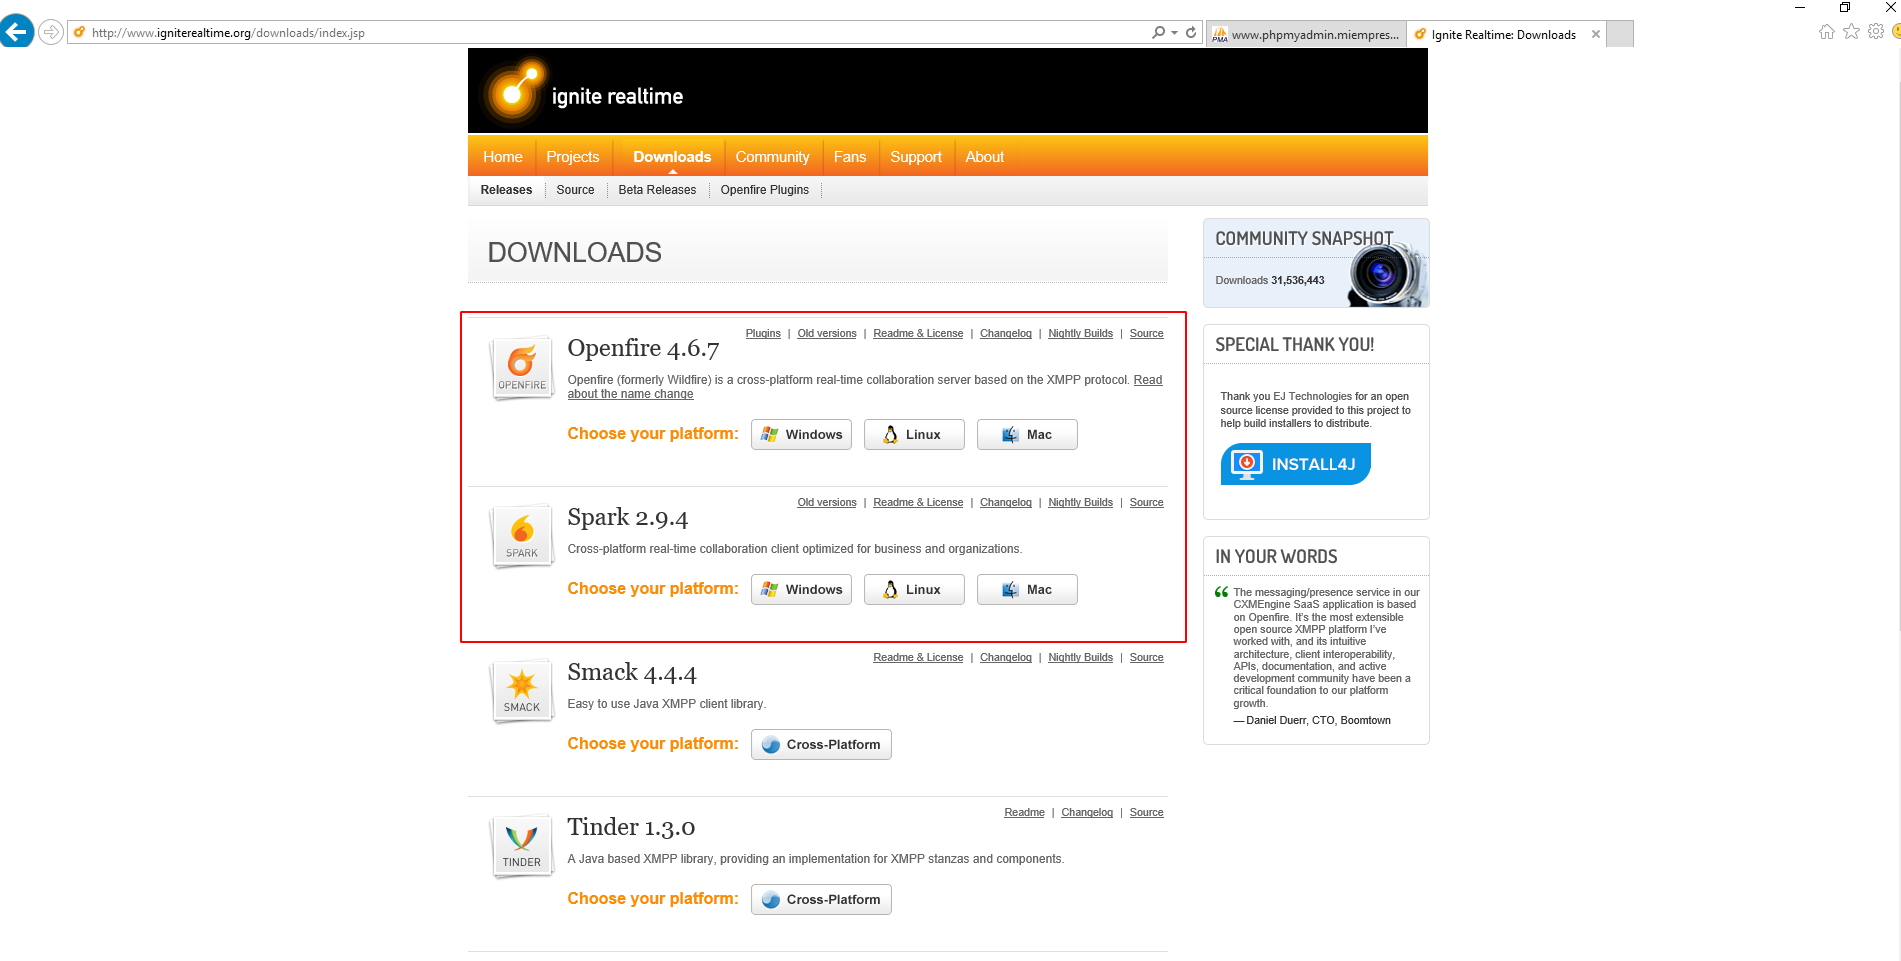 http://www.igniterealtime.org/downloads/index.jsp
www.phpmyadmin.miempres...
Ignite Realtime: Downloads
ignite realtime
Home
Projects
Downloads
Community
Fans
Support
About
Releases
Source
Beta Releases
Openfire Plugins
DOWNLOADS
Plugins | Old versions | Readme & License | Changelog | Nightly Builds | Source
Openfire 4.6.7
OPENFIRE
Openfire (formerly Wildfire) is a cross-platform real-time collaboration server based on the XMPP protocol. Read
about the name change
Choose your platform: Windows Linux Mac
Old versions | Readme & License | Changelog | Nightly Builds | Source
Spark 2.9.4
SPARK
Cross-platform real-time collaboration client optimized for business and organizations.
Choose your platform: Windows Linux Mac
Readme & License | Changelog | Nightly Builds | Source
Smack 4.4.4
SMACK
Easy to use Java XMPP client library.
Choose your platform: Cross-Platform
Readme | Changelog | Source
Tinder 1.3.0
TINDER
A Java based XMPP library, providing an implementation for XMPP stanzas and components.
Choose your platform: Cross-Platform
COMMUNITY SNAPSHOT
Downloads 31,536,443
SPECIAL THANK YOU!
Thank you EJ Technologies for an open
source license provided to this project to
help build installers to distribute.
INSTALL4J
IN YOUR WORDS
“ The messaging/presence service in our
CXMEngine SaaS application is based
on Openfire. It's the most extensible
open source XMPP platform I've
worked with, and its intuitive
architecture, client interoperability,
APIs, documentation, and active
development community have been a
critical foundation to our platform
growth.
— Daniel Duerr, CTO, Boomtown
PMA